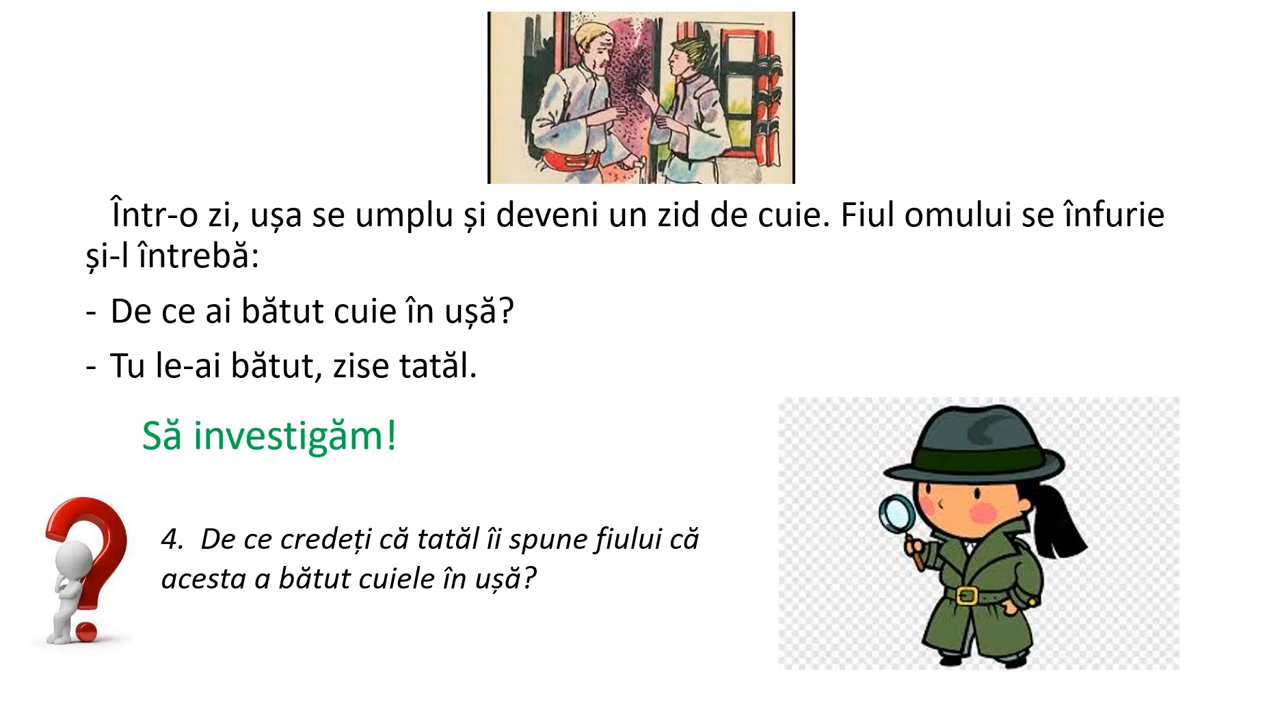 Într-o zi, ușa se umplu și deveni un zid de cuie. Fiul omului se înfurie
și-l întrebă:
- De ce ai bătut cuie în ușă?
- Tu le-ai bătut, zise tatăl.
Să investigăm!
4. De ce credeți că tatăl îi spune fiului că
acesta a bătut cuiele în ușă?